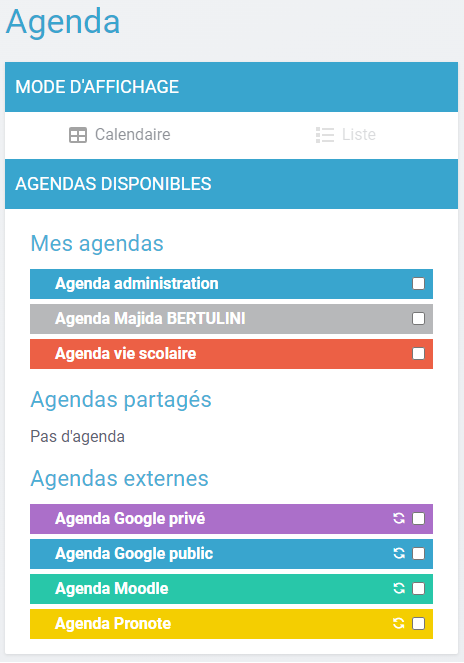 Agenda
MODE D'AFFICHAGE
Calendaire
Liste
AGENDAS DISPONIBLES
Mes agendas
Agenda administration
Agenda Majida BERTULINI
Agenda vie scolaire
Agendas partagés
Pas d'agenda
Agendas externes
Agenda Google privé
Agenda Google public
Agenda Moodle
Agenda Pronote